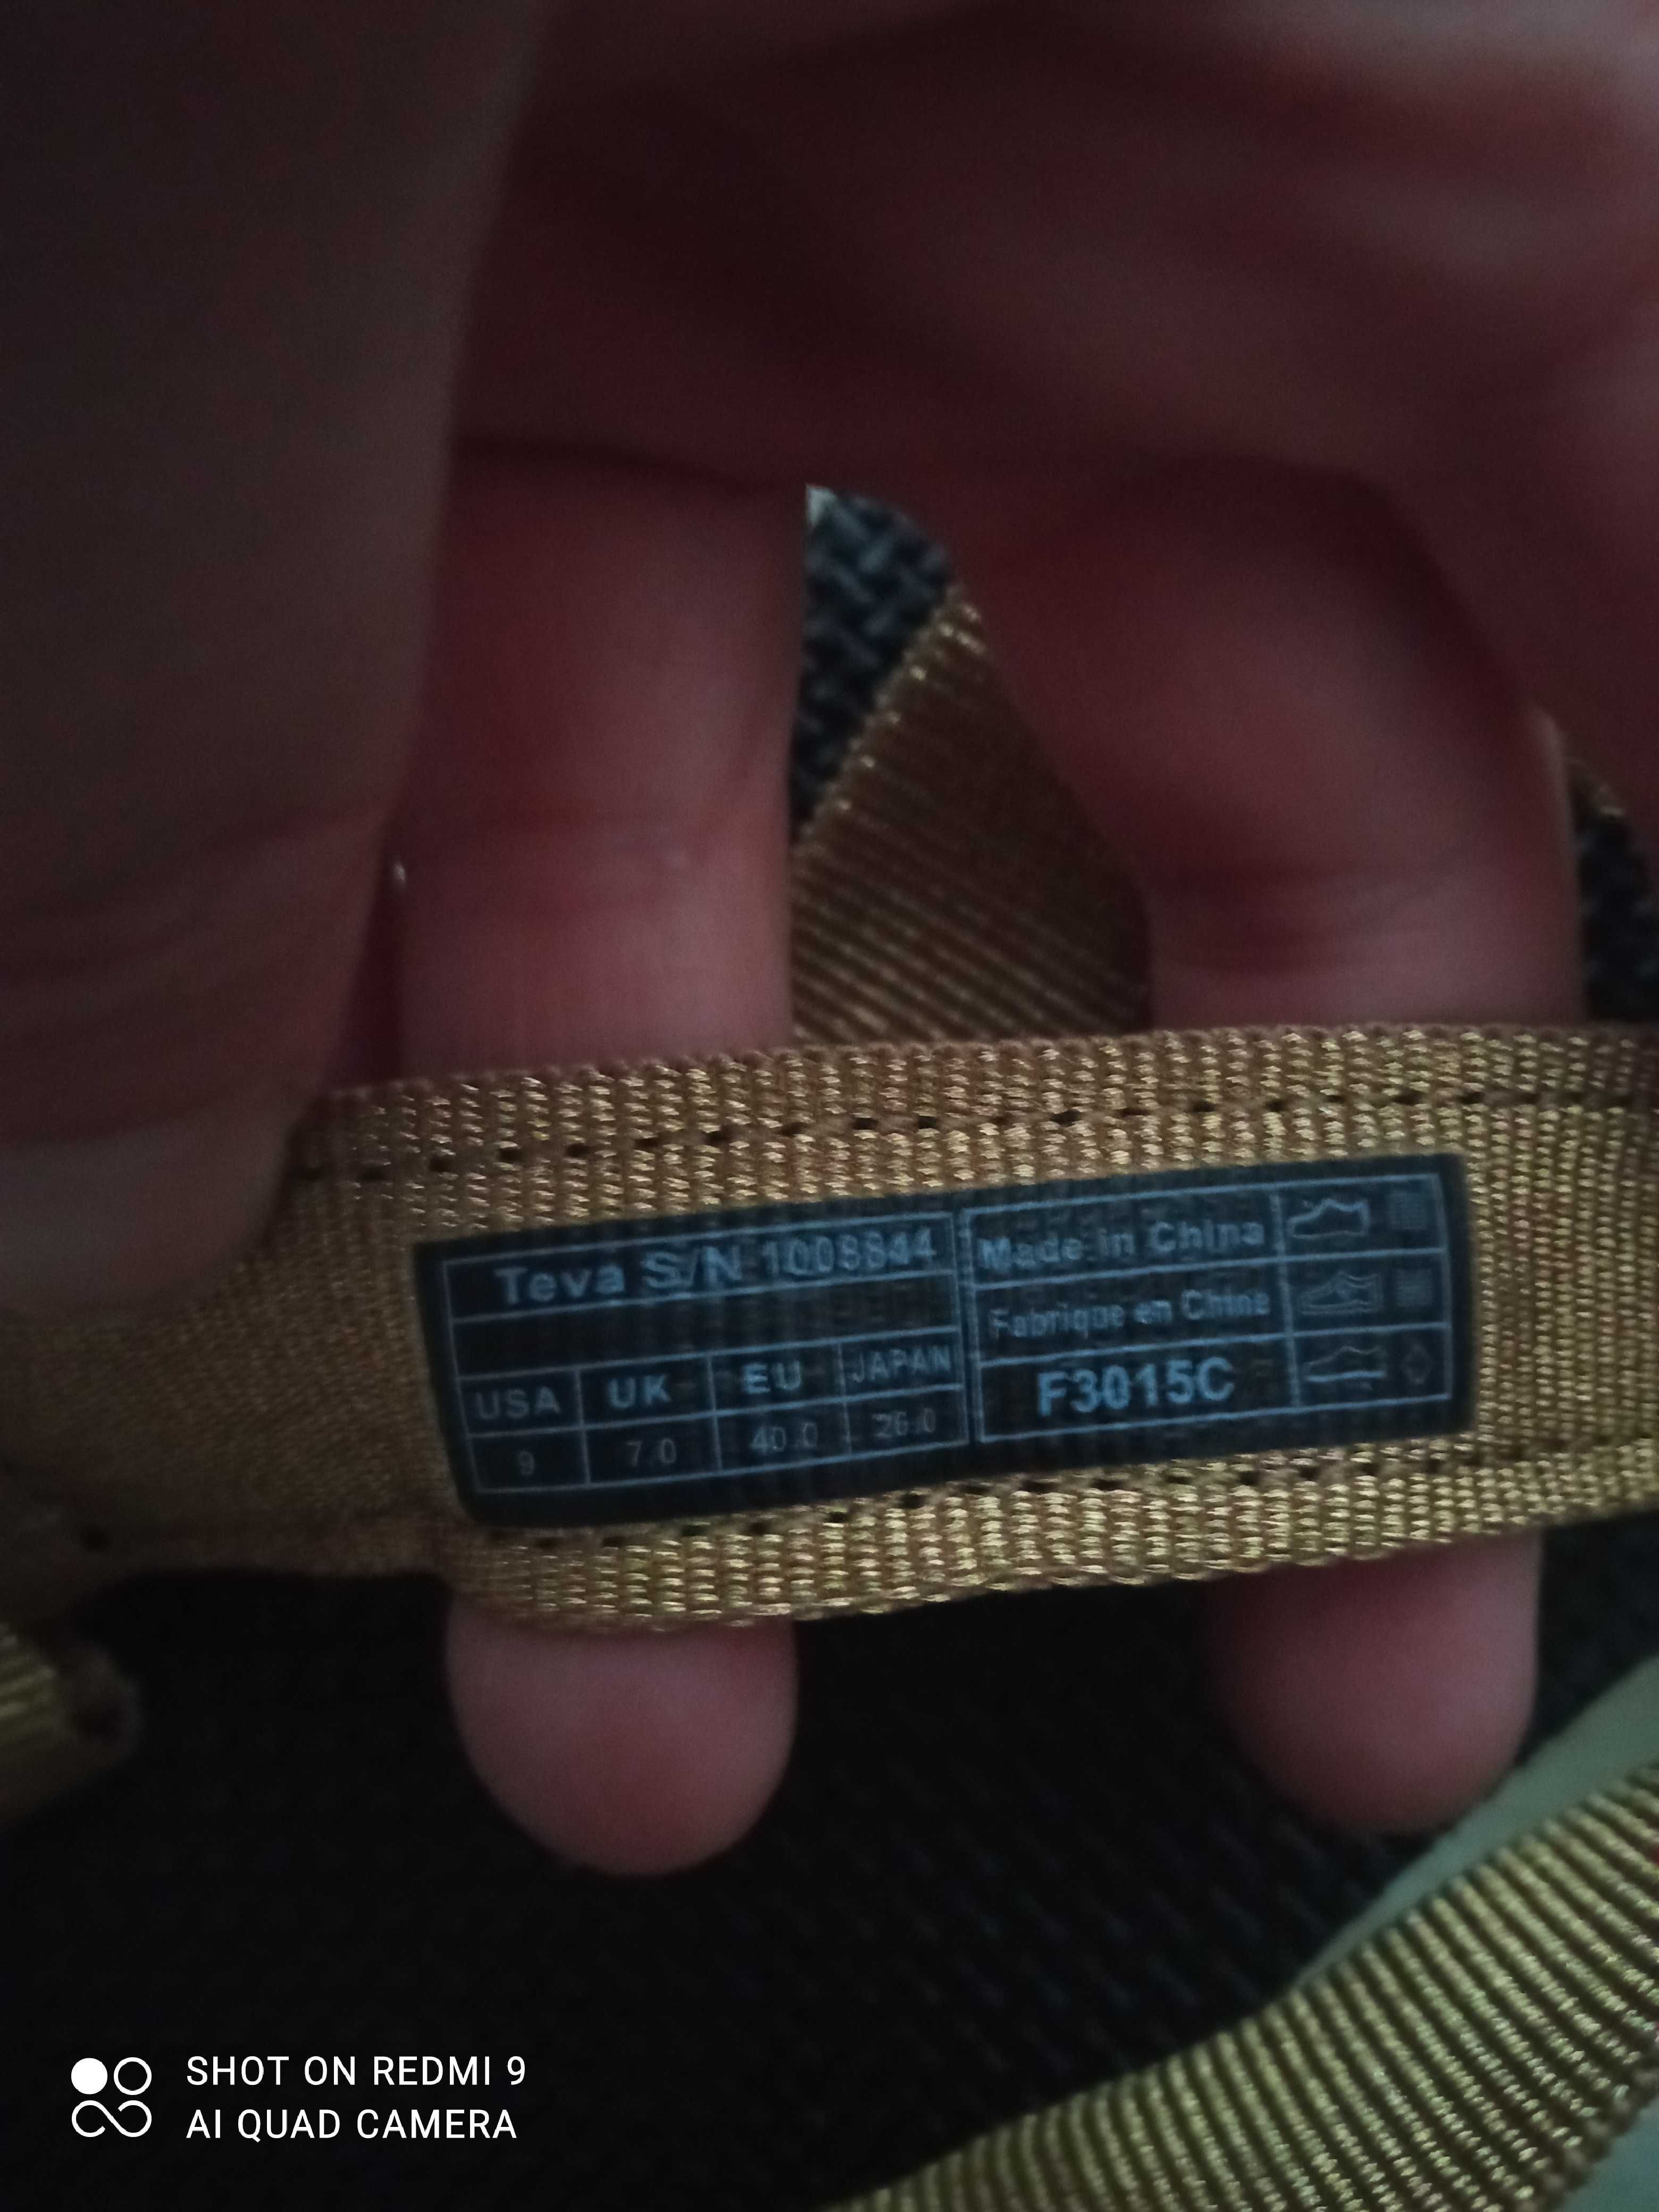 Teva S/N 1008844
USA UK EU JAPAN
9 7.0 40.0 26.0
Made in China
Fabrique en Chine
F3015C
SHOT ON REDMI 9
AI QUAD CAMERA